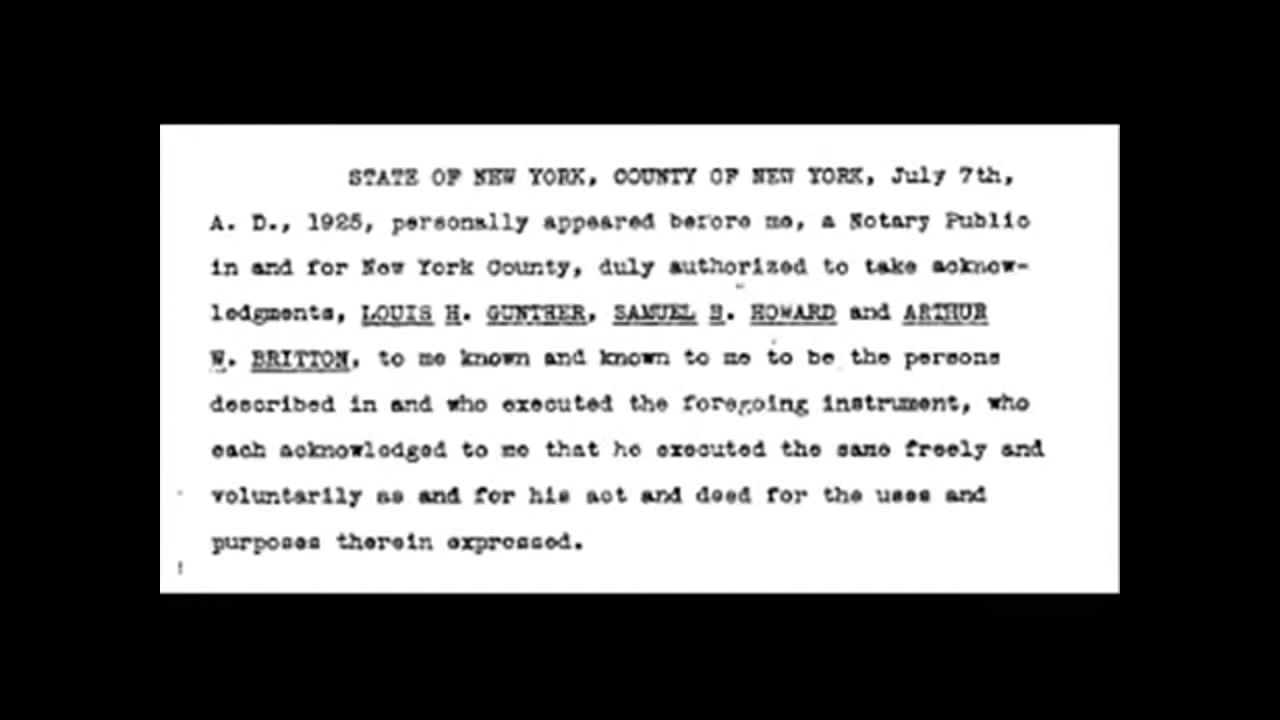 STATE OF NEW YORK, COUNTY OF NEW YORK, July 7th,
A. D., 1925, personally appeared before me, a Notary Public
in and for New York County, duly authorized to take acknow-
ledgments, LOUIS H. GUNTHER, SAMUEL B. HOWARD and ARTHUR
W. BRITTON, to me known and known to me to be the persons
described in and who executed the foregoing instrument, who
each acknowledged to me that he executed the same freely and
voluntarily as and for his act and deed for the uses and
purposes therein expressed.